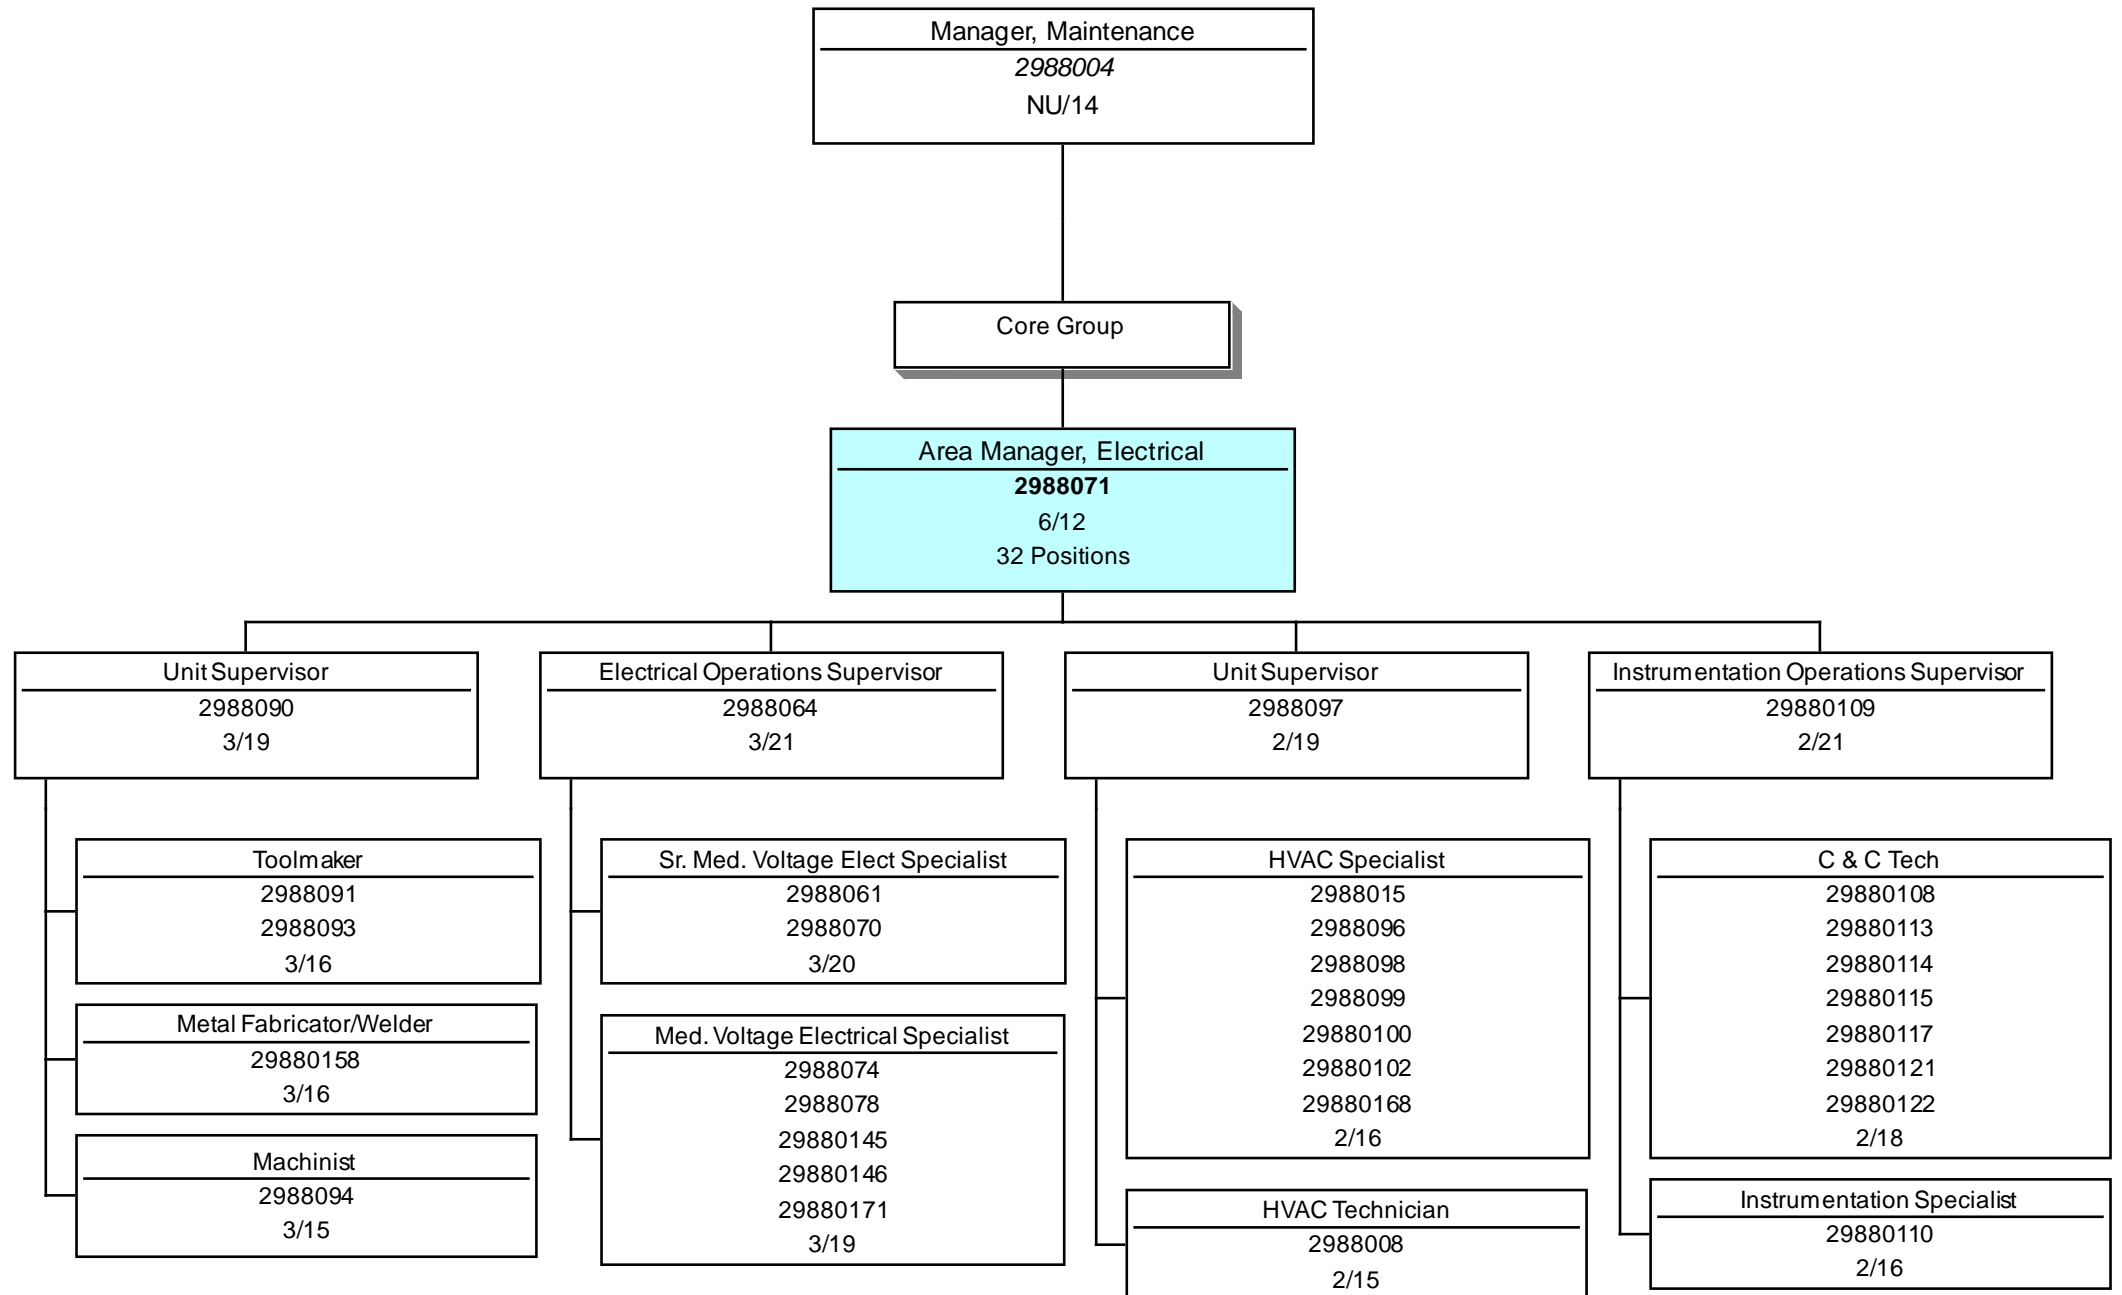 Manager, Maintenance
2988004
NU/14
Core Group
Area Manager, Electrical
2988071
6/12
32 Positions
Unit Supervisor
2988090
3/19
Toolmaker
2988091
2988093
3/16
Metal Fabricator/Welder
29880158
3/16
Machinist
2988094
3/15
Electrical Operations Supervisor
2988064
3/21
Sr. Med. Voltage Elect Specialist
2988061
2988070
3/20
Med. Voltage Electrical Specialist
2988074
2988078
29880145
29880146
29880171
3/19
Unit Supervisor
2988097
2/19
HVAC Specialist
2988015
2988096
2988098
2988099
29880100
29880102
29880168
2/16
HVAC Technician
2988008
2/15
Instrumentation Operations Supervisor
29880109
2/21
C & C Tech
29880108
29880113
29880114
29880115
29880117
29880121
29880122
2/18
Instrumentation Specialist
29880110
2/16